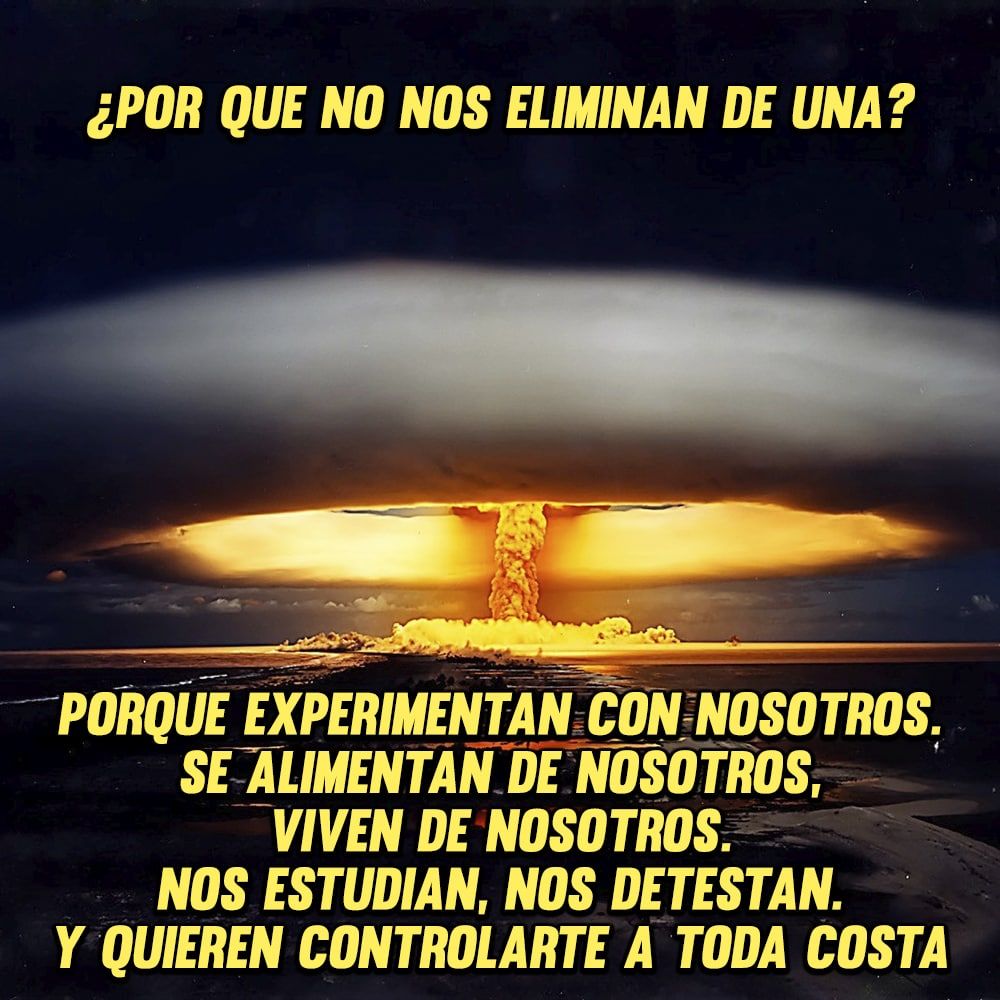 ¿POR QUE NO NOS ELIMINAN DE UNA?
PORQUE EXPERIMENTAN CON NOSOTROS.
SE ALIMENTAN DE NOSOTROS,
VIVEN DE NOSOTROS.
NOS ESTUDIAN, NOS DETESTAN.
Y QUIEREN CONTROLARTE A TODA COSTA